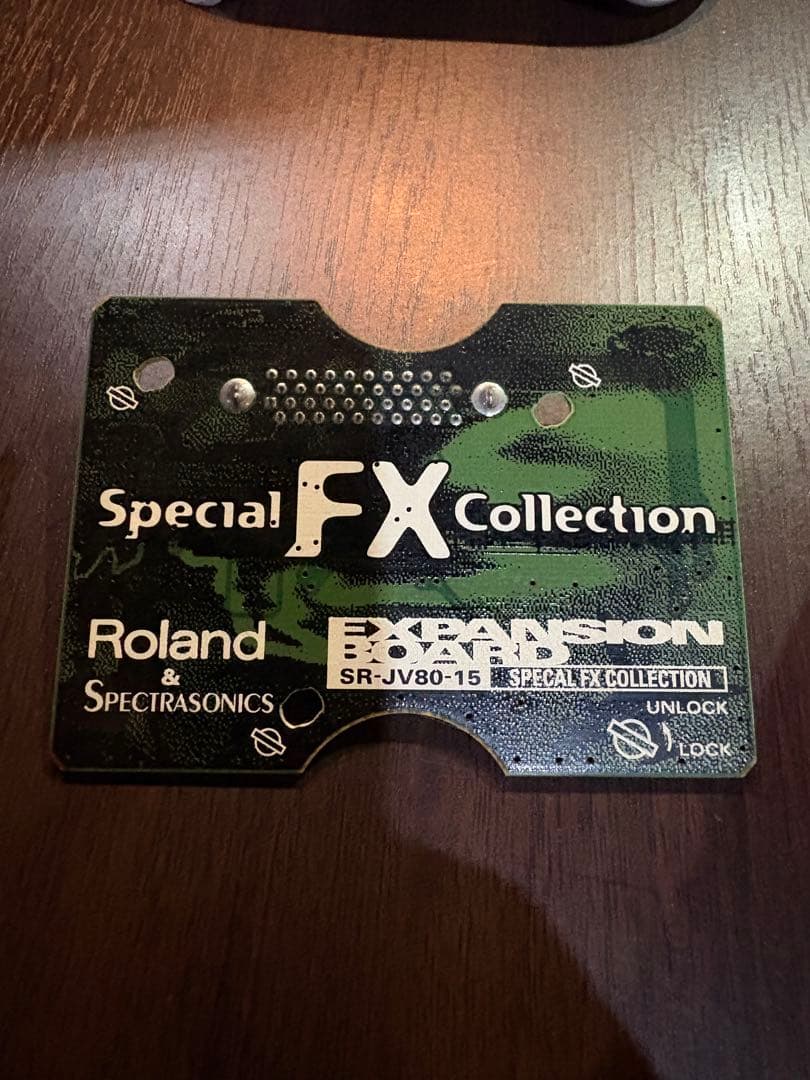 Special FX Collection
Roland
&
SPECTRASONICS
EXPANSION
BOARD
SR-JV80-15 SPECAL FX COLLECTION
UNLOCK
LOCK